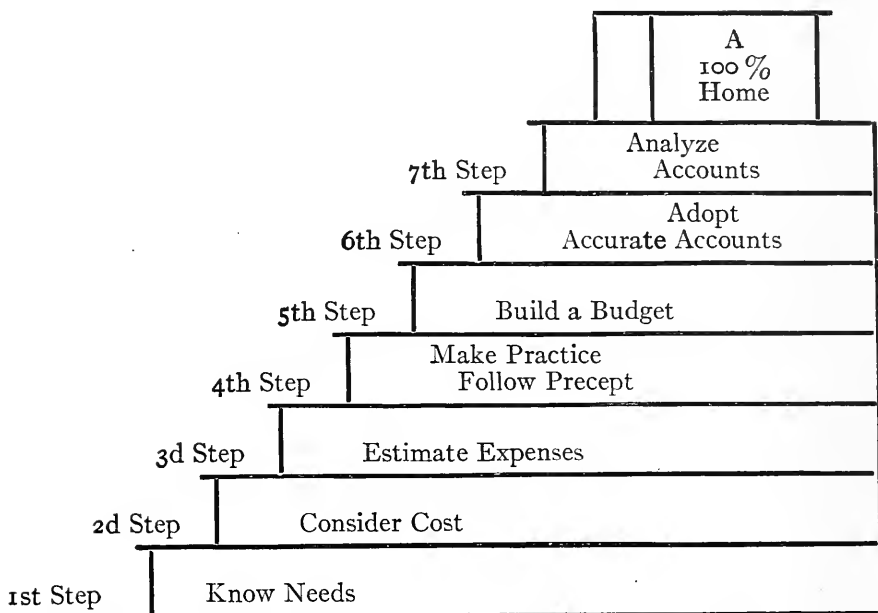 A
100%
Home
Analyze
7th Step Accounts
Adopt
6th Step Accurate Accounts
5th Step Build a Budget
Make Practice
4th Step Follow Precept
3d Step Estimate Expenses
2d Step Consider Cost
1st Step Know Needs